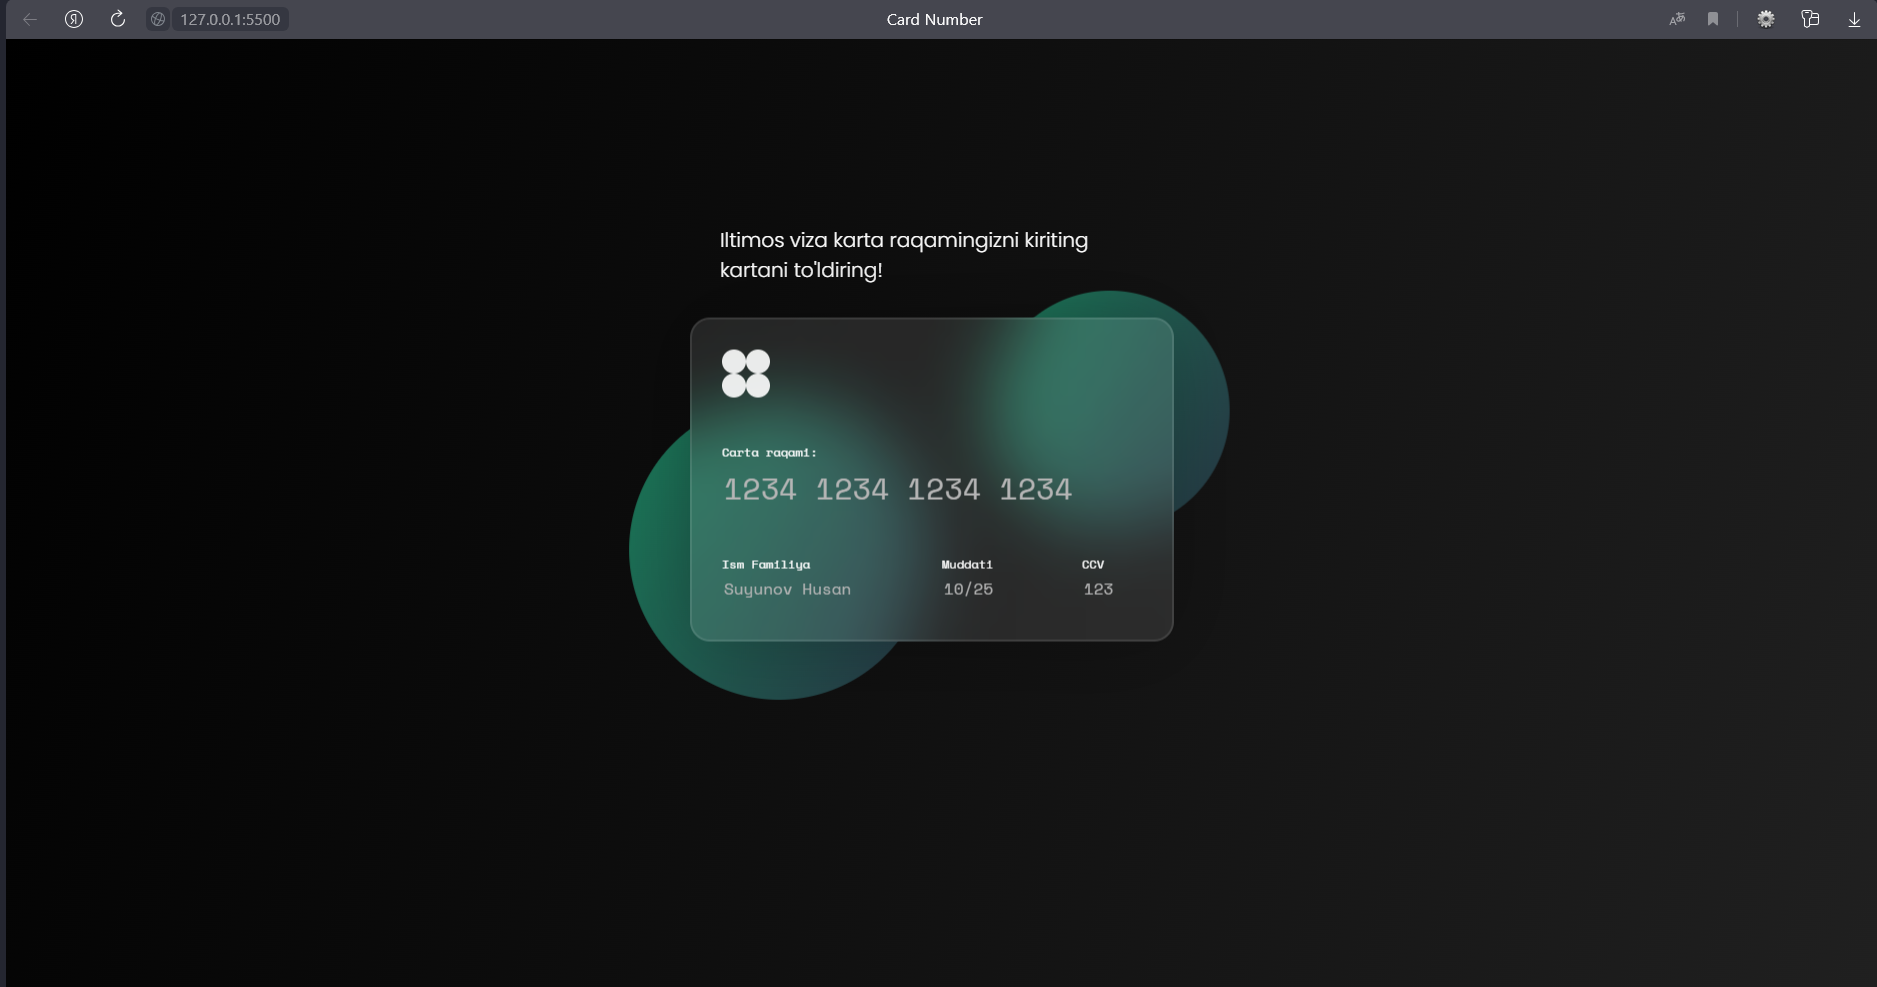 127.0.0.1:5500
Card Number
Iltimos viza karta raqamingizni kiriting
kartani to'ldiring!
Carta raqami:
1234 1234 1234 1234
Ism Familiya
Muddati
CCV
Suyunov Husan
10/25
123